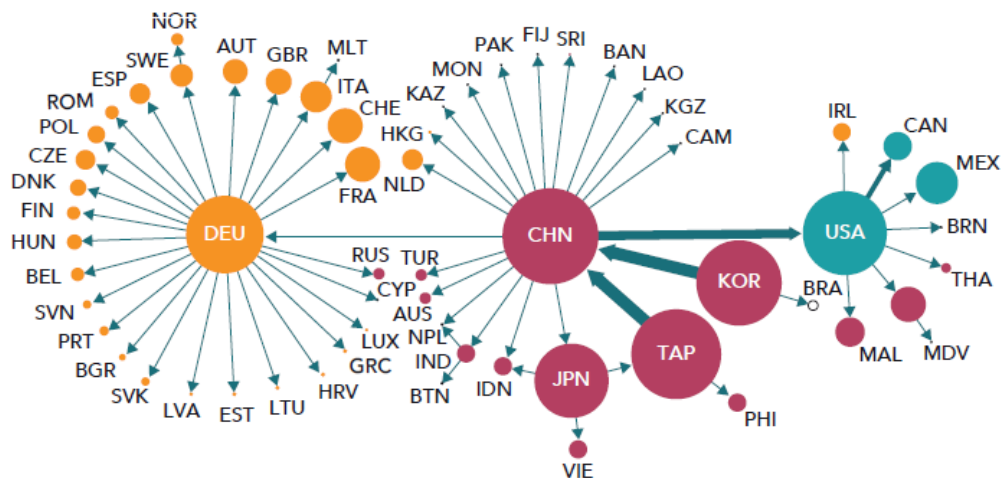 NOR
SWE
AUT
GBR
MLT
ITA
CHE
FRA
ESP
ROM
POL
CZE
DNK
FIN
HUN
BEL
SVN
PRT
BGR
SVK
LVA
EST
LTU
HRV
GRC
LUX
CYP
RUS
DEU
PAK
FIJ
SRI
BAN
LAO
KGZ
CAM
MON
KAZ
HKG
NLD
CHN
TUR
AUS
NPL
IND
BTN
IDN
JPN
VIE
TAP
PHI
KOR
BRA
IRL
CAN
MEX
USA
BRN
THA
MAL
MDV